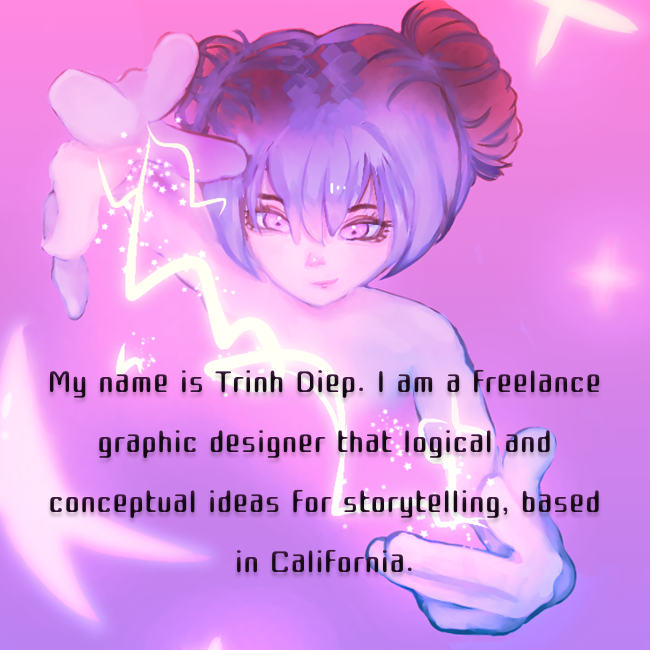 My name is Trinh Diep. I am a freelance
graphic designer that logical and
conceptual ideas for storytelling, based
in California.